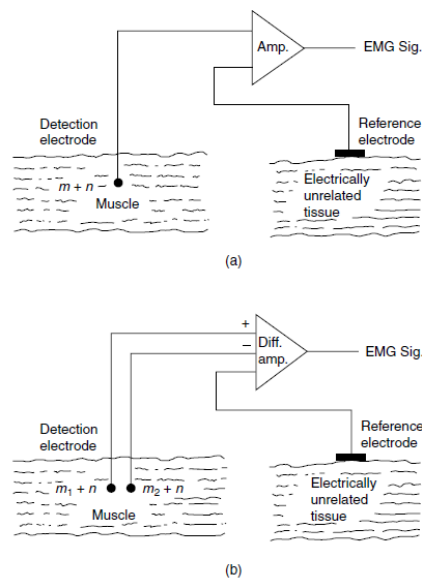 Amp.
EMG Sig.
Detection
electrode
Reference
electrode
m + n
Muscle
Electrically
unrelated
tissue
(a)
+
−
Diff.
amp.
EMG Sig.
Detection
electrode
Reference
electrode
m₁ + n
m₂ + n
Muscle
Electrically
unrelated
tissue
(b)